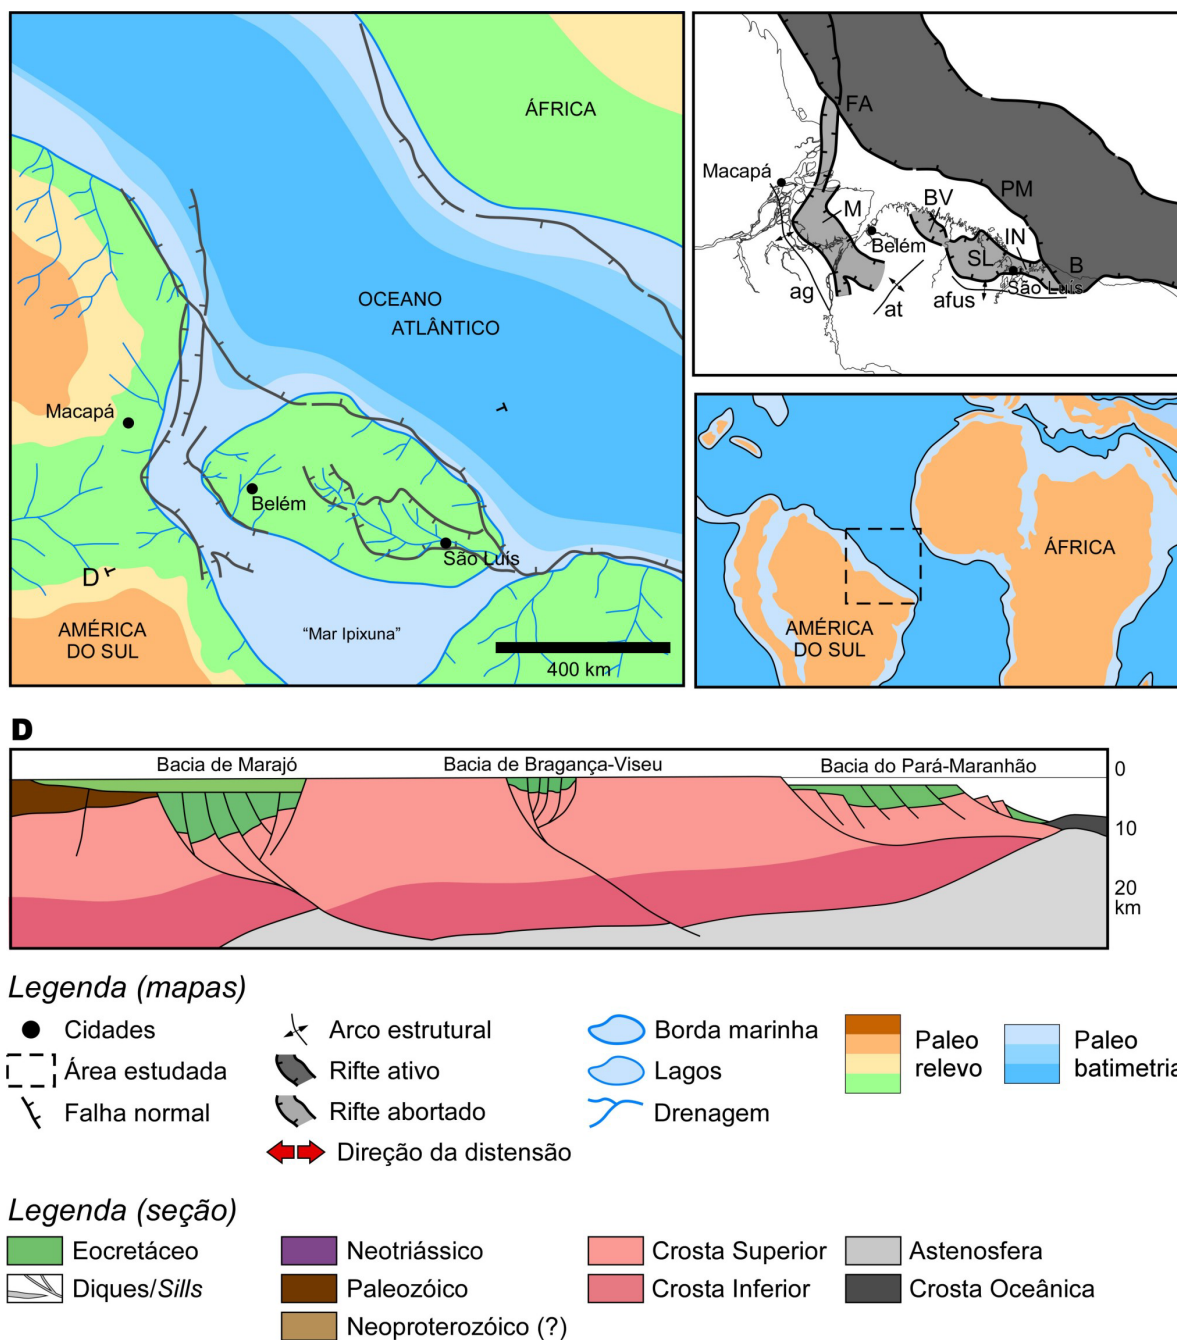 ÁFRICA
OCEANO
ATLÂNTICO
Macapá
Belém
São Luís
D
AMÉRICA
DO SUL
"Mar Ipixuna"
400 km
FA
Macapá
PM
BV
M
IN
Belém
SL
B
São Luís
ag
at
afus
ÁFRICA
AMÉRICA
DO SUL
D
Bacia de Marajó
Bacia de Bragança-Viseu
Bacia do Pará-Maranhão
0
10
20
km
Legenda (mapas)
Cidades
Área estudada
Falha normal
Arco estrutural
Rifte ativo
Rifte abortado
Direção da distensão
Borda marinha
Lagos
Drenagem
Paleo
relevo
Paleo
batimetria
Legenda (seção)
Eocretáceo
Diques/Sills
Neotriássico
Paleozóico
Neoproterozóico (?)
Crosta Superior
Crosta Inferior
Astenosfera
Crosta Oceânica